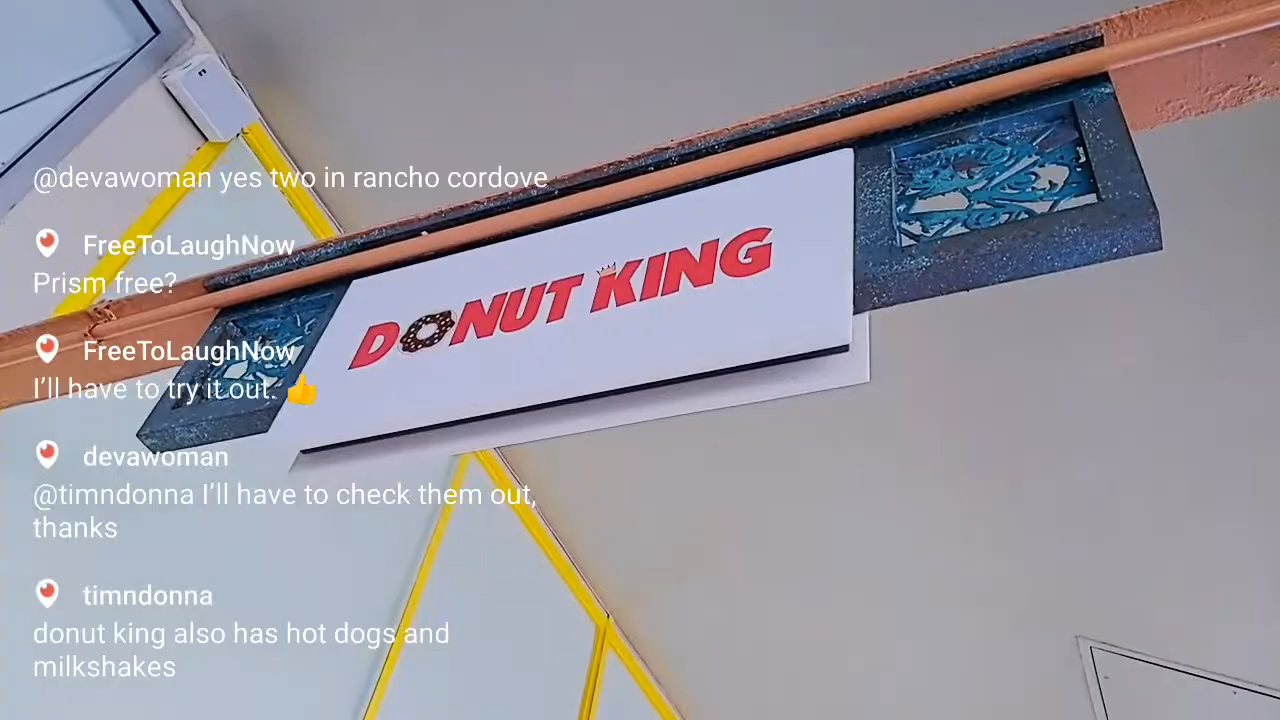 @devawoman yes two in rancho cordove
FreeToLaughNow
Prism free?
FreeToLaughNow
I'll have to try it out. 👍
devawoman
@timndonna I'll have to check them out,
thanks
timndonna
donut king also has hot dogs and
milkshakes
DONUT KING